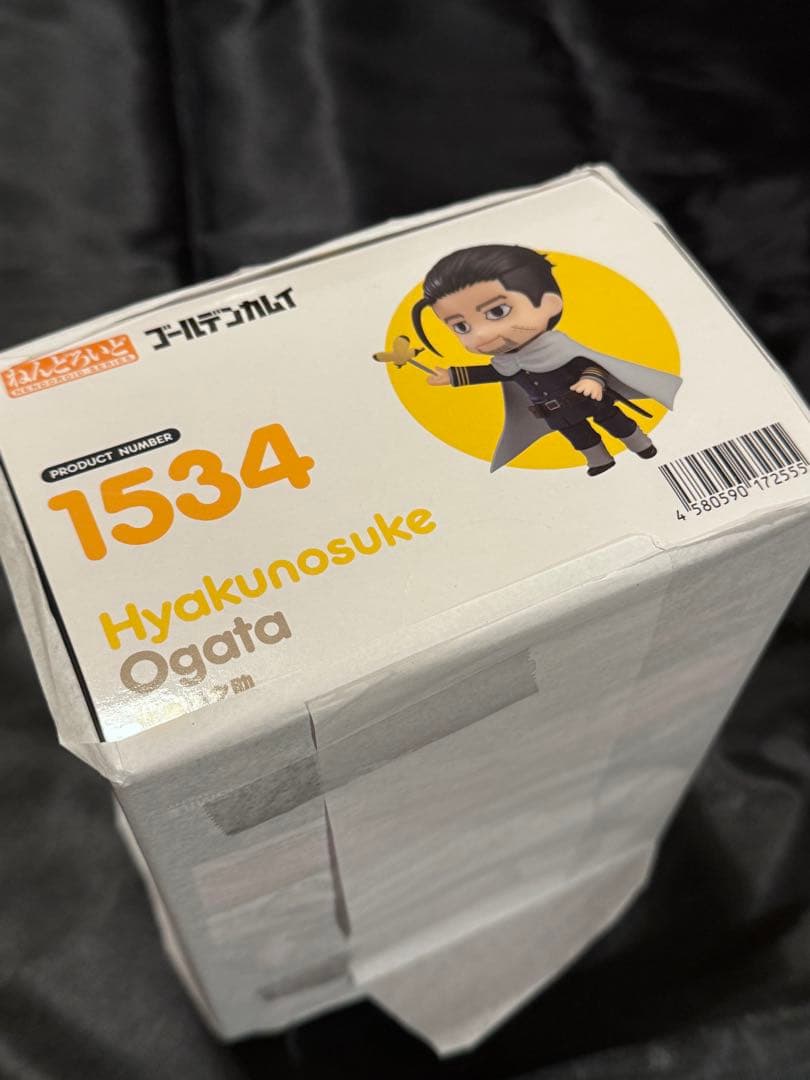 ねんどろいど
NENDOROID SERIES
ゴールデンカムイ
PRODUCT NUMBER
1534
Hyakunosuke
Ogata
4 580590 172555